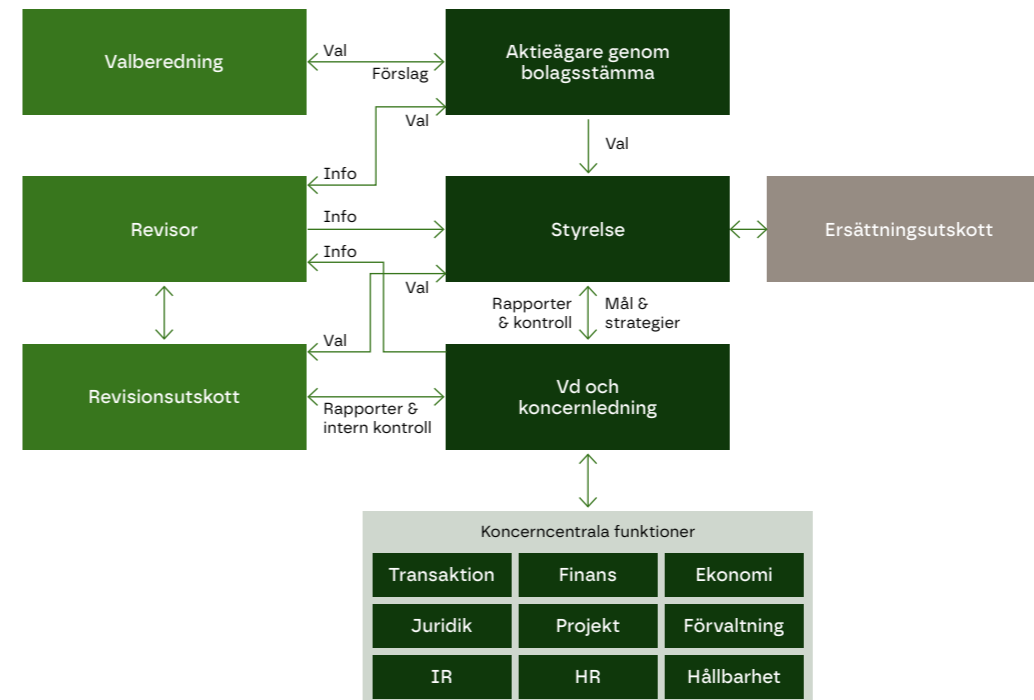 Valberedning
Val
Förslag
Aktieägare genom
bolagsstämma
Val
Val
Info
Revisor
Info
Info
Styrelse
Ersättningsutskott
Val
Rapporter
& kontroll
Mål &
strategier
Val
Revisionsutskott
Rapporter &
intern kontroll
Vd och
koncernledning
Koncerncentrala funktioner
Transaktion
Finans
Ekonomi
Juridik
Projekt
Förvaltning
IR
HR
Hållbarhet